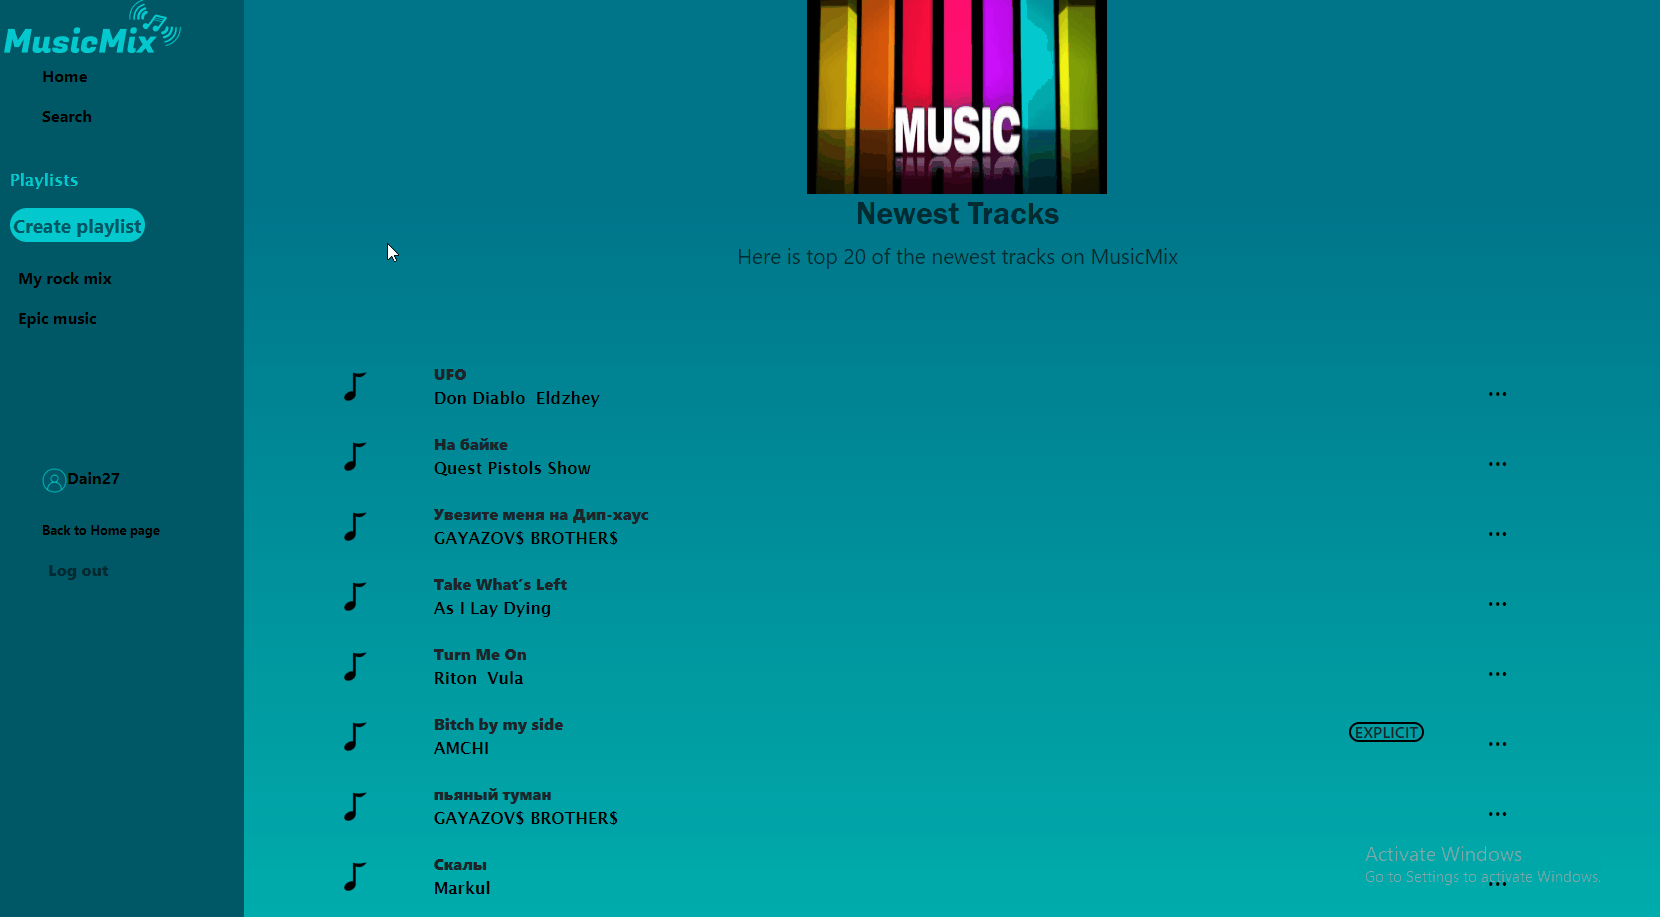 MusicMix
Home
Search
Playlists
Create playlist
My rock mix
Epic music
Dain27
Back to Home page
Log out
MUSIC
Newest Tracks
Here is top 20 of the newest tracks on MusicMix
UFO
Don Diablo  Eldzhey
...
На байке
Quest Pistols Show
...
Увезите меня на Дип-хаус
GAYAZOV$ BROTHER$
...
Take What's Left
As I Lay Dying
...
Turn Me On
Riton  Vula
...
Bitch by my side
AMCHI
EXPLICIT
...
пьяный туман
GAYAZOV$ BROTHER$
...
Скалы
Markul
...
Activate Windows
Go to Settings to activate Windows.